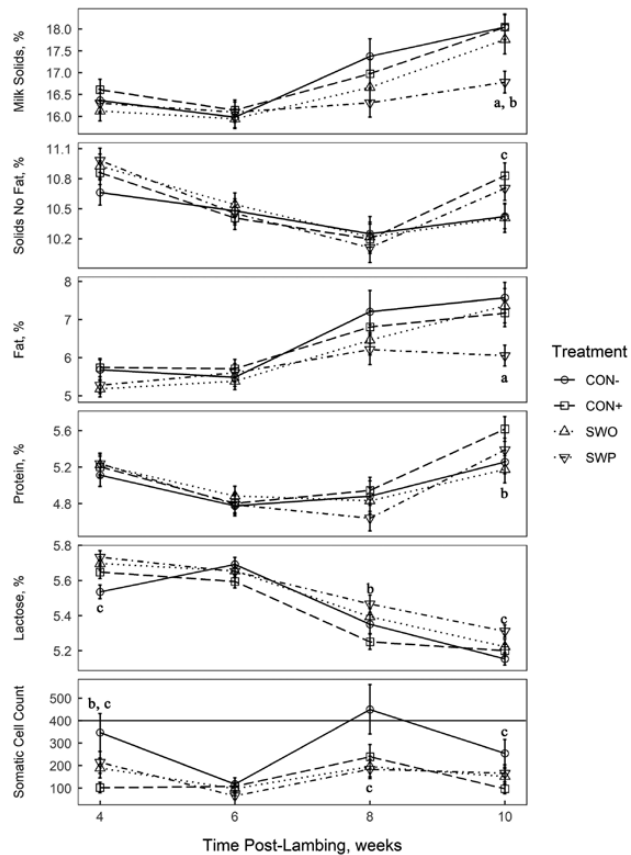 Milk Solids, %
18.0
17.5
17.0
16.5
16.0
a, b
Solids No Fat, %
11.1
10.8
10.5
10.2
c
Fat, %
8
7
6
5
a
Protein, %
5.6
5.2
4.8
b
Lactose, %
5.8
5.6
5.4
5.2
c
b
c
Somatic Cell Count
500
400
300
200
100
b, c
c
c
4
6
8
10
Time Post-Lambing, weeks
Treatment
CON-
CON+
SWO
SWP